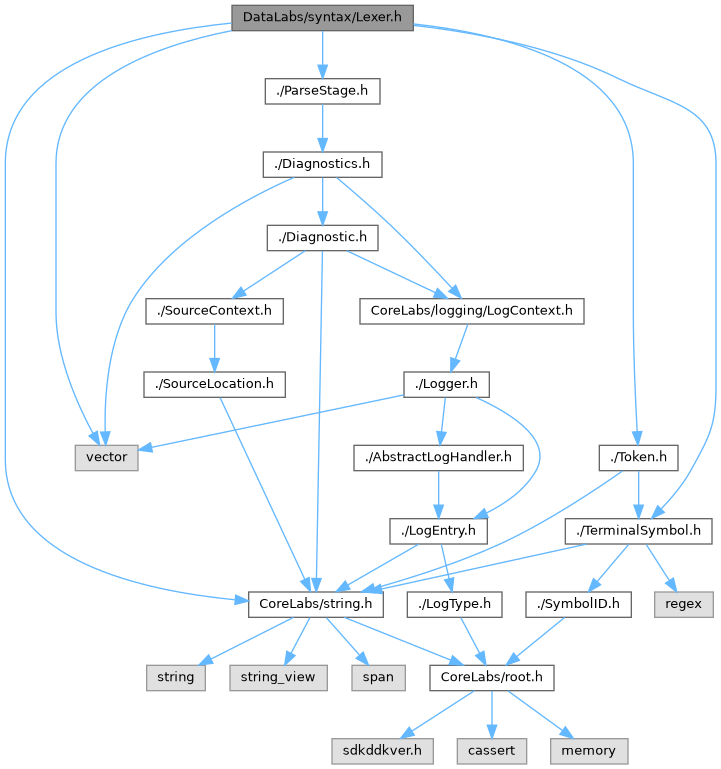 DataLabs/syntax/Lexer.h
./ParseStage.h
./Diagnostics.h
./Diagnostic.h
./SourceContext.h
CoreLabs/logging/LogContext.h
./SourceLocation.h
./Logger.h
vector
./AbstractLogHandler.h
./Token.h
./LogEntry.h
./TerminalSymbol.h
CoreLabs/string.h
./LogType.h
./SymbolID.h
regex
string
string_view
span
CoreLabs/root.h
sdkddkver.h
cassert
memory